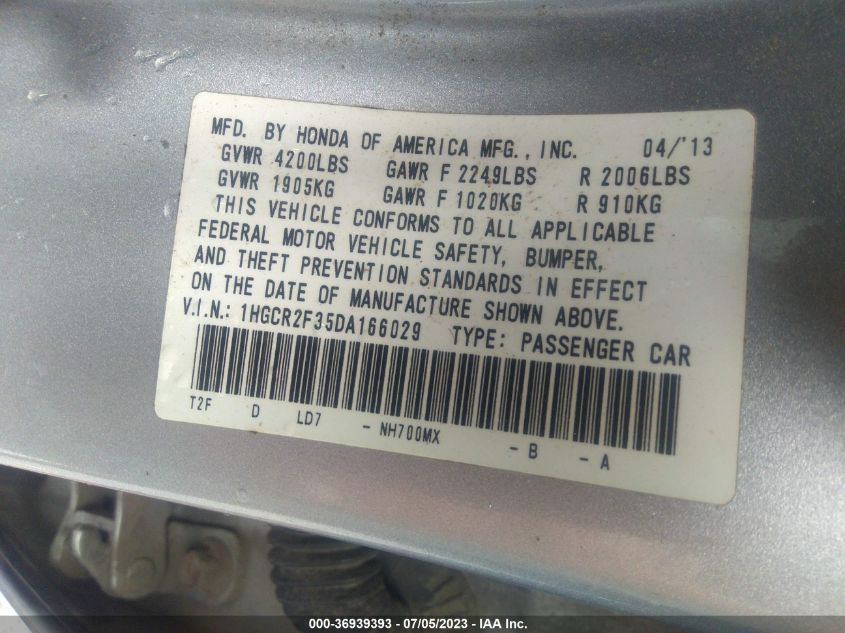 MFD. BY HONDA OF AMERICA MFG., INC. 04/'13
GVWR 4200LBS GAWR F 2249LBS R 2006LBS
GVWR 1905KG GAWR F 1020KG R 910KG
THIS VEHICLE CONFORMS TO ALL APPLICABLE
FEDERAL MOTOR VEHICLE SAFETY, BUMPER,
AND THEFT PREVENTION STANDARDS IN EFFECT
ON THE DATE OF MANUFACTURE SHOWN ABOVE.
V.I.N.: 1HGCR2F35DA166029 TYPE: PASSENGER CAR
T2F D LD7 - NH700MX - B - A
000-36939393 - 07/05/2023 - IAA Inc.